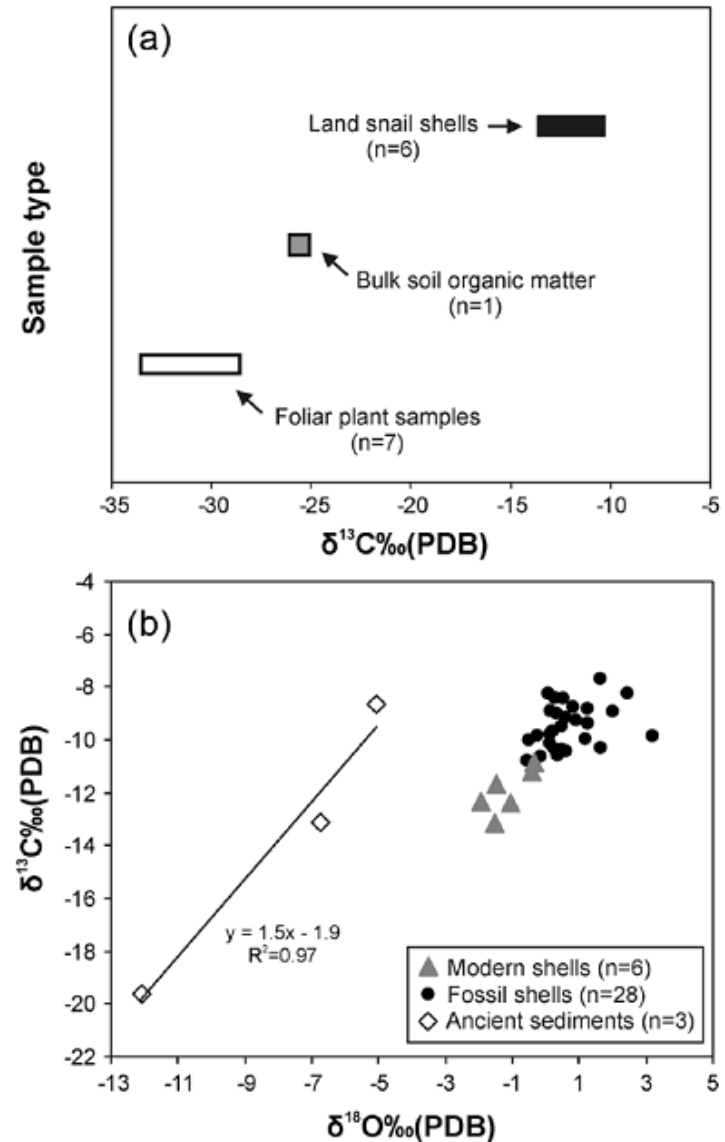 (a)
Land snail shells
(n=6)
Bulk soil organic matter
(n=1)
Foliar plant samples
(n=7)
Sample type
-35 -30 -25 -20 -15 -10 -5
δ¹³C‰(PDB)
(b)
-4
-6
-8
-10
-12
-14
-16
-18
-20
-22
δ¹³C‰(PDB)
y = 1.5x - 1.9
R²=0.97
Modern shells (n=6)
Fossil shells (n=28)
Ancient sediments (n=3)
-13 -11 -9 -7 -5 -3 -1 1 3 5
δ¹⁸O‰(PDB)